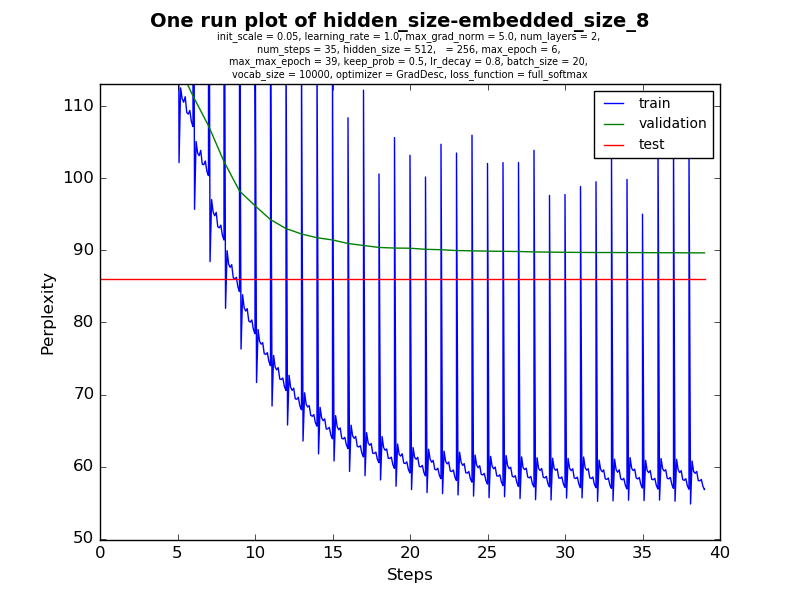 One run plot of hidden_size-embedded_size_8
init_scale = 0.05, learning_rate = 1.0, max_grad_norm = 5.0, num_layers = 2,
num_steps = 35, hidden_size = 512,   = 256, max_epoch = 6,
max_max_epoch = 39, keep_prob = 0.5, lr_decay = 0.8, batch_size = 20,
vocab_size = 10000, optimizer = GradDesc, loss_function = full_softmax
train
validation
test
110
100
90
80
70
60
50
Perplexity
0 5 10 15 20 25 30 35 40
Steps